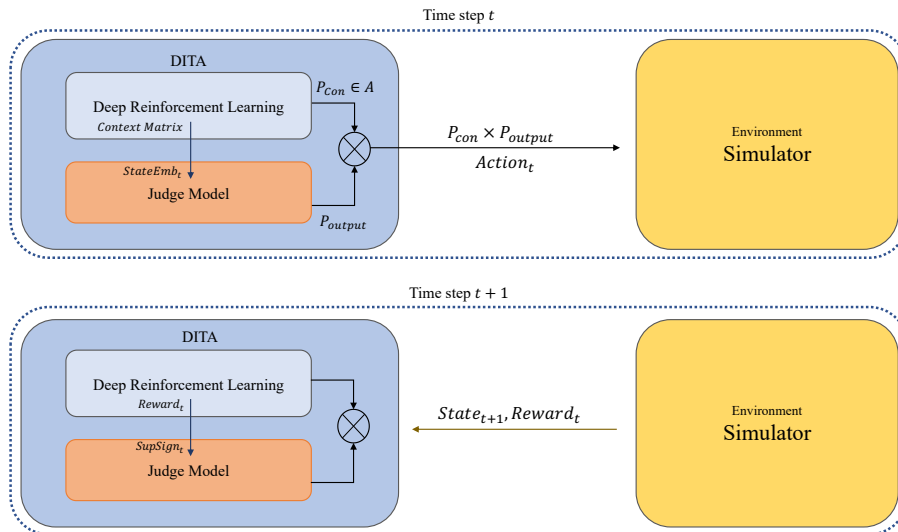 Time step t
DITA
P_Con ∈ A
Deep Reinforcement Learning
Context Matrix
StateEmb_t
Judge Model
P_output
P_con × P_output
Action_t
Environment
Simulator
Time step t + 1
DITA
Deep Reinforcement Learning
Reward_t
SupSign_t
Judge Model
State_{t+1}, Reward_t
Environment
Simulator